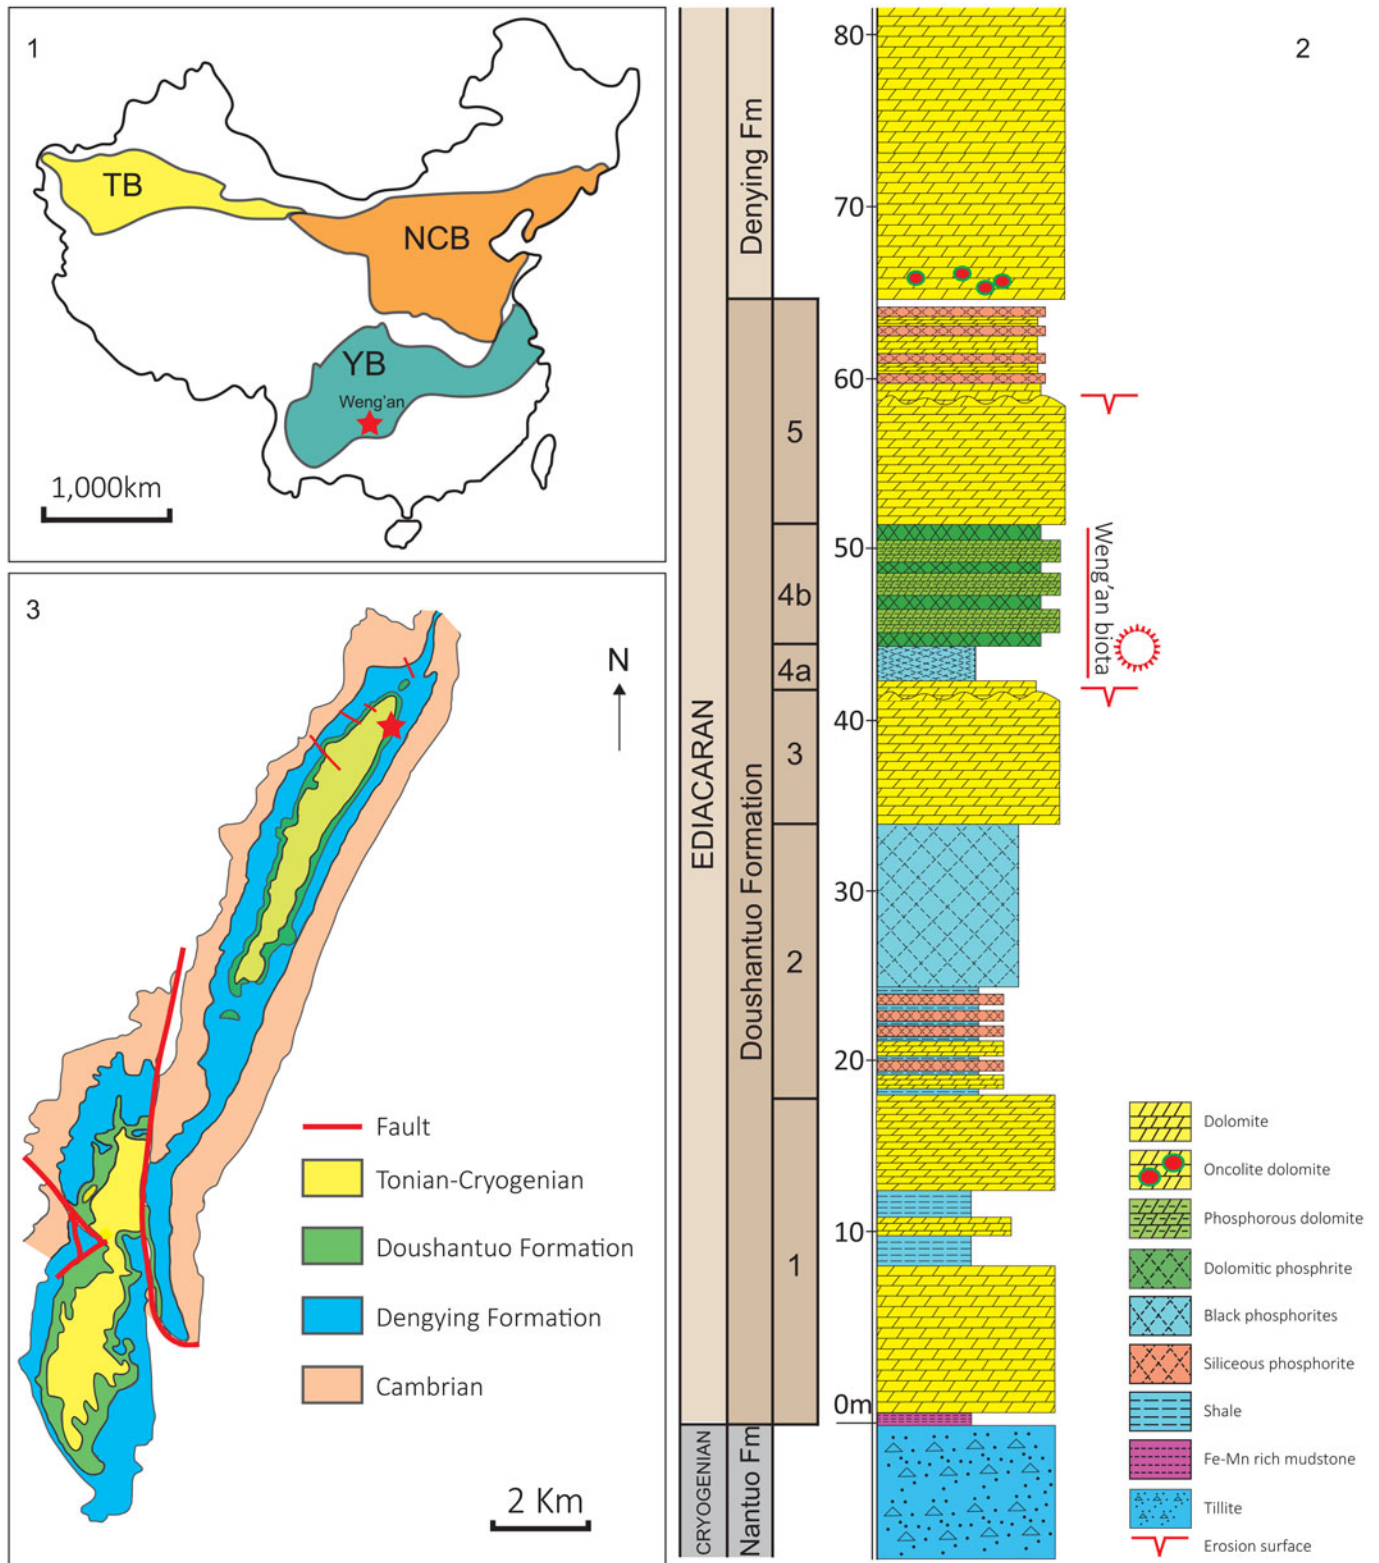 1
TB
NCB
YB
Weng'an
1,000km
3
N
Fault
Tonian-Cryogenian
Doushantuo Formation
Dengying Formation
Cambrian
2 Km
2
EDIACARAN
CRYOGENIAN
Denying Fm
Doushantuo Formation
Nantuo Fm
5
4b
4a
3
2
1
80
70
60
50
40
30
20
10
0m
Weng'an biota
Dolomite
Oncolite dolomite
Phosphorous dolomite
Dolomitic phosphrite
Black phosphorites
Siliceous phosphorite
Shale
Fe-Mn rich mudstone
Tillite
Erosion surface